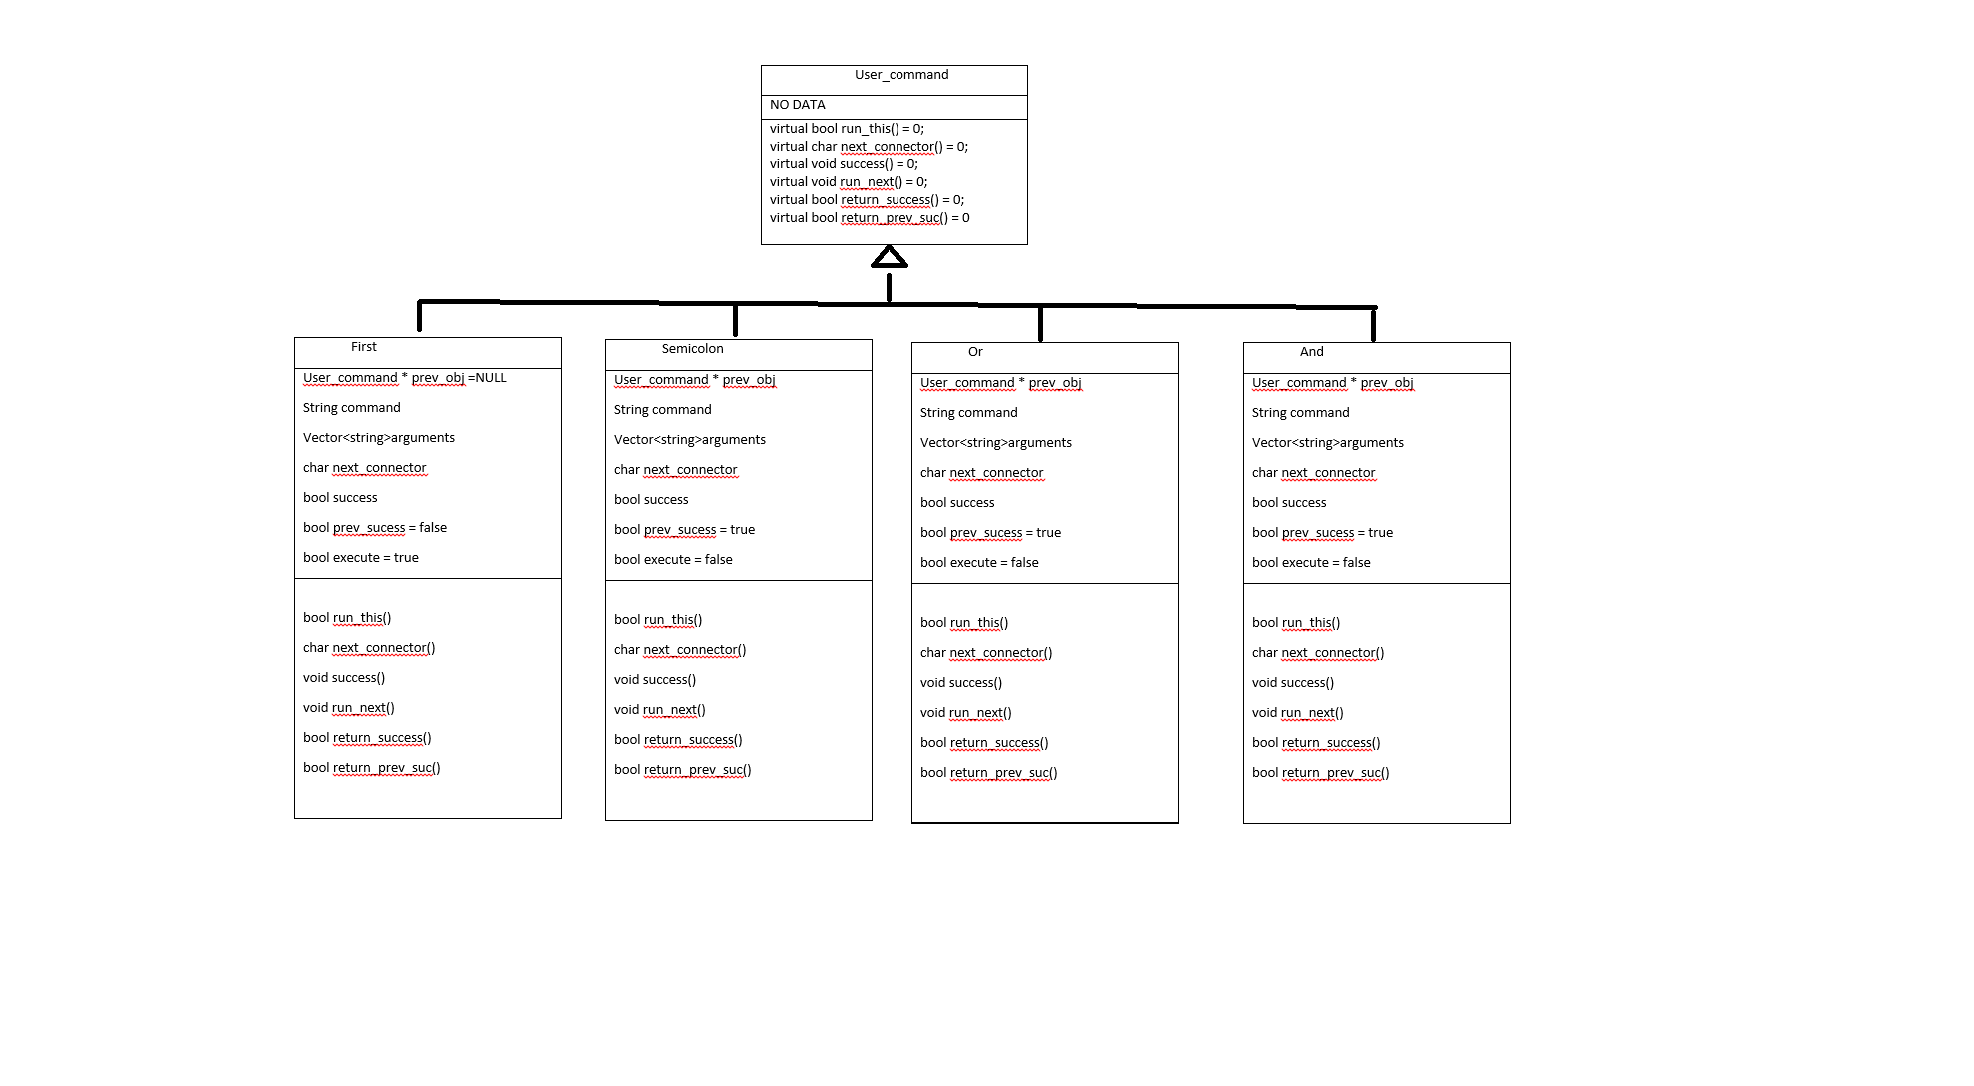 User_command
NO DATA
virtual bool run_this() = 0;
virtual char next_connector() = 0;
virtual void success() = 0;
virtual void run_next() = 0;
virtual bool return_success() = 0;
virtual bool return_prev_suc() = 0
First
User_command * prev_obj =NULL
String command
Vector<string>arguments
char next_connector
bool success
bool prev_sucess = false
bool execute = true
bool run_this()
char next_connector()
void success()
void run_next()
bool return_success()
bool return_prev_suc()
Semicolon
User_command * prev_obj
String command
Vector<string>arguments
char next_connector
bool success
bool prev_sucess = true
bool execute = false
bool run_this()
char next_connector()
void success()
void run_next()
bool return_success()
bool return_prev_suc()
Or
User_command * prev_obj
String command
Vector<string>arguments
char next_connector
bool success
bool prev_sucess = true
bool execute = false
bool run_this()
char next_connector()
void success()
void run_next()
bool return_success()
bool return_prev_suc()
And
User_command * prev_obj
String command
Vector<string>arguments
char next_connector
bool success
bool prev_sucess = true
bool execute = false
bool run_this()
char next_connector()
void success()
void run_next()
bool return_success()
bool return_prev_suc()